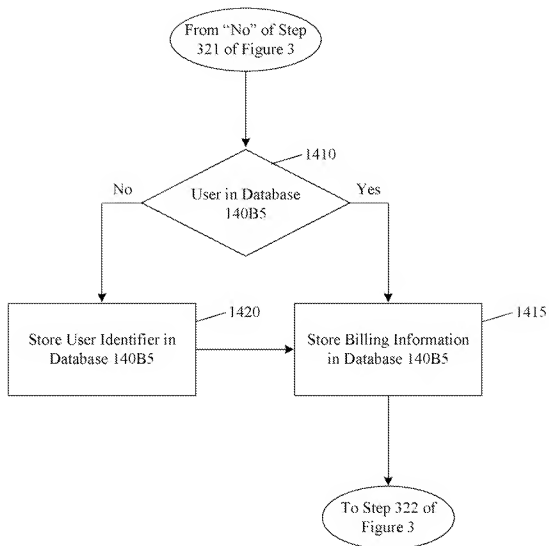 From “No” of Step
321 of Figure 3
1410
No
User in Database
140B5
Yes
1420
Store User Identifier in
Database 140B5
1415
Store Billing Information
in Database 140B5
To Step 322 of
Figure 3